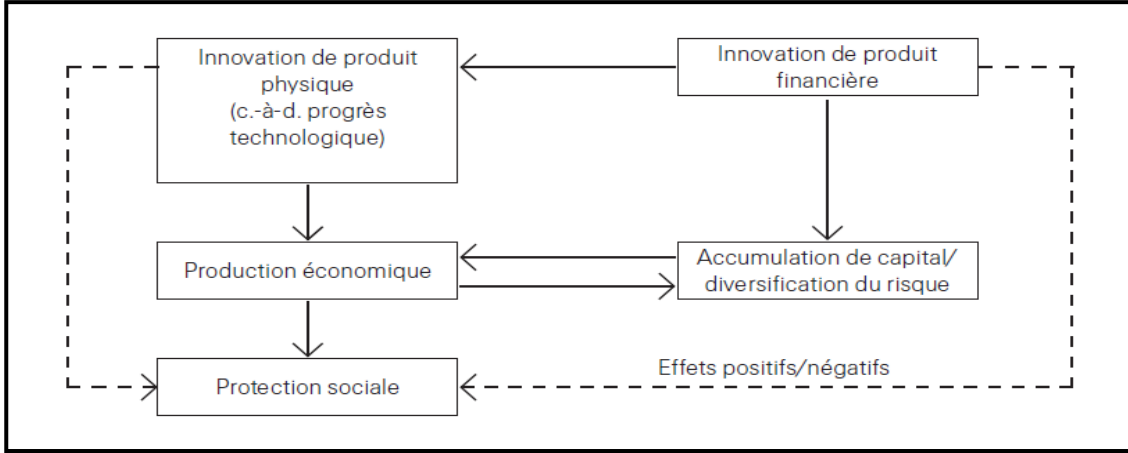 Innovation de produit
physique
(c.-à-d. progrès
technologique)
Innovation de produit
financière
Production économique
Accumulation de capital/
diversification du risque
Protection sociale
Effets positifs/négatifs